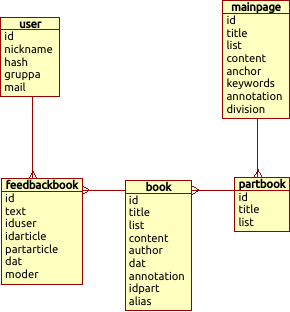 user
id
nickname
hash
gruppa
mail
mainpage
id
title
list
content
anchor
keywords
annotation
division
feedbackbook
id
text
iduser
idarticle
partarticle
dat
moder
book
id
title
list
content
author
dat
annotation
idpart
alias
partbook
id
title
list